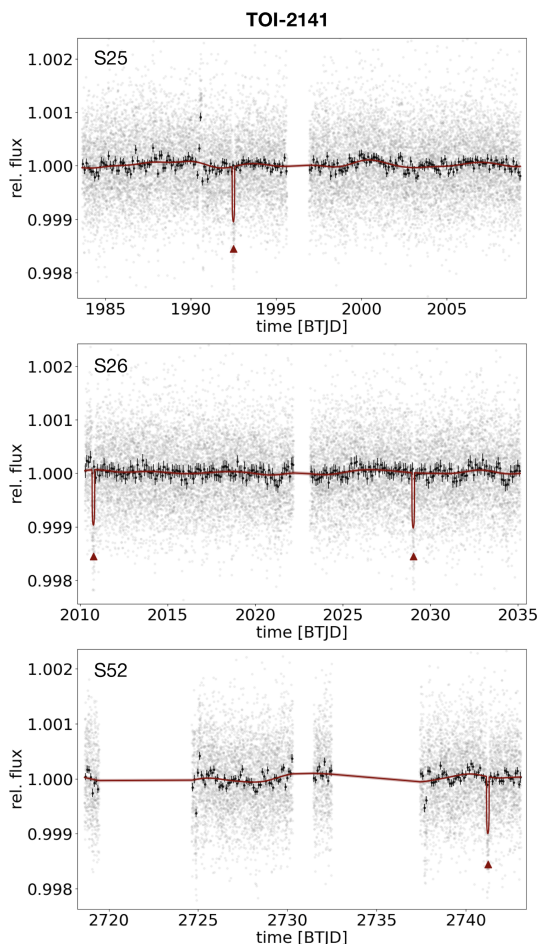 TOI-2141
S25
rel. flux
1.002
1.001
1.000
0.999
0.998
1985 1990 1995 2000 2005
time [BTJD]
S26
rel. flux
1.002
1.001
1.000
0.999
0.998
2010 2015 2020 2025 2030 2035
time [BTJD]
S52
rel. flux
1.002
1.001
1.000
0.999
0.998
2720 2725 2730 2735 2740
time [BTJD]